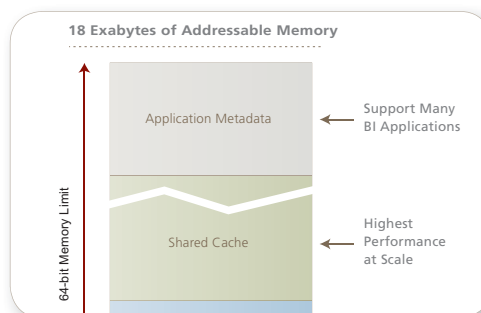 18 Exabytes of Addressable Memory
Application Metadata
Support Many
BI Applications
64-bit Memory Limit
Shared Cache
Highest
Performance
at Scale